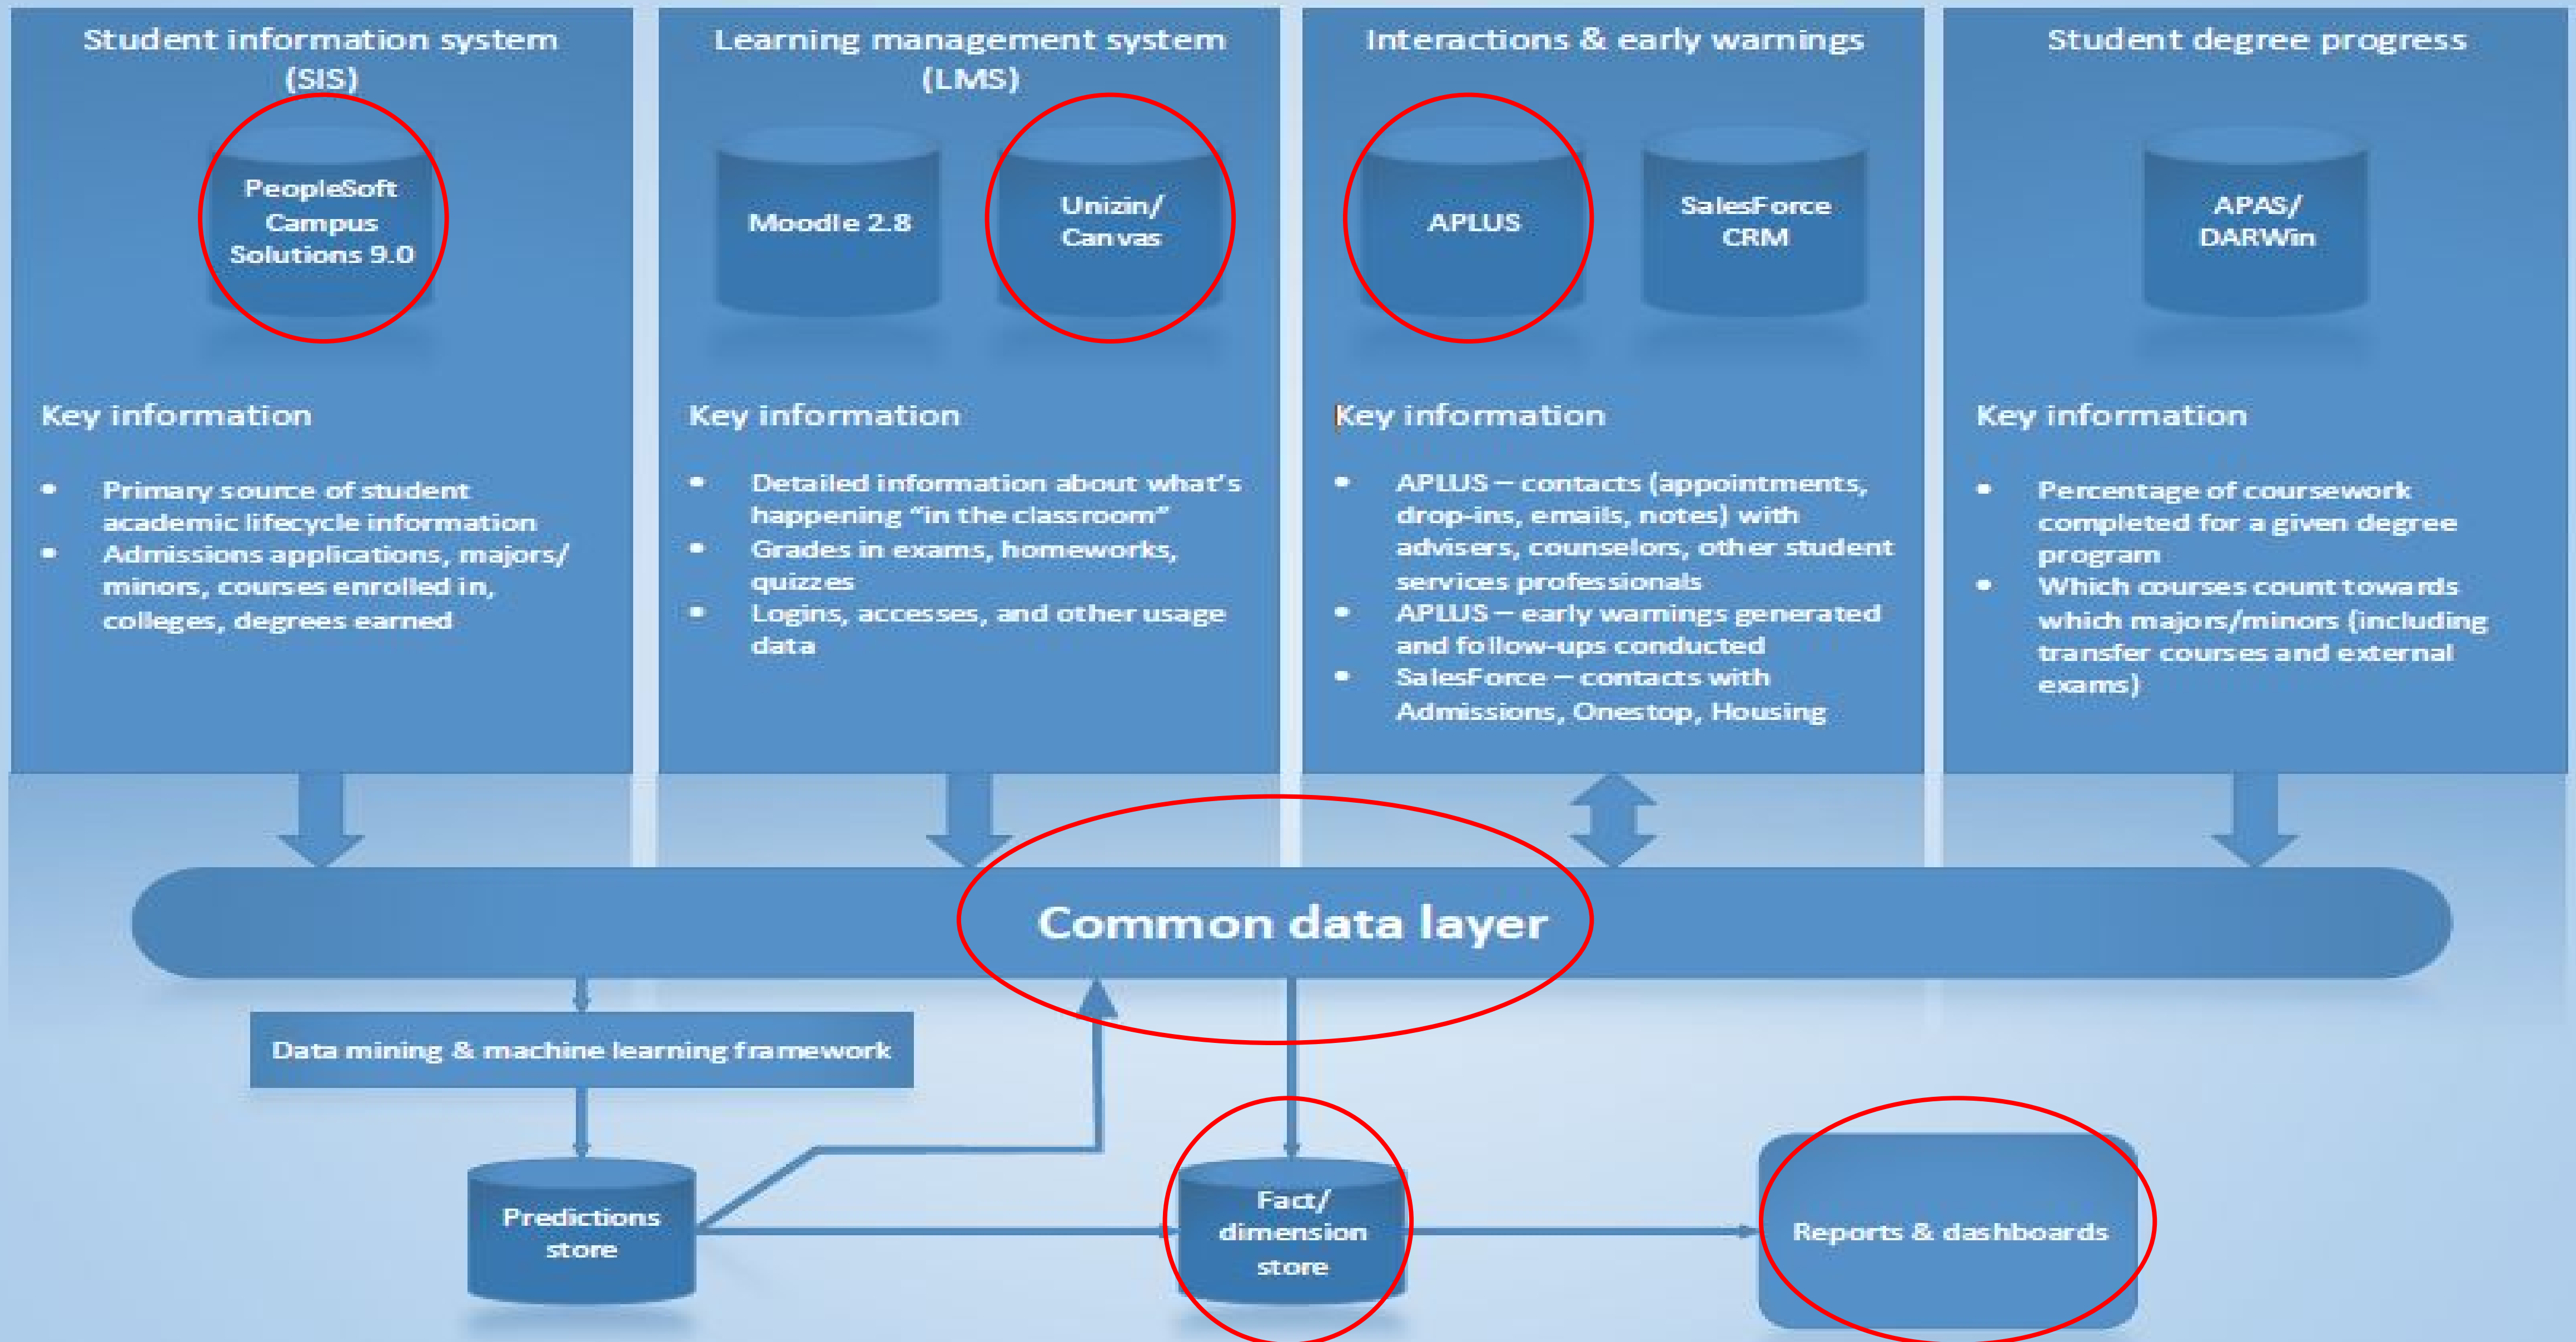 Student information system
(SIS)
PeopleSoft
Campus
Solutions 9.0
Key information
• Primary source of student
academic lifecycle information
• Admissions applications, majors/
minors, courses enrolled in,
colleges, degrees earned
Learning management system
(LMS)
Moodle 2.8
Unizin/
Canvas
Key information
• Detailed information about what's
happening “in the classroom”
• Grades in exams, homeworks,
quizzes
• Logins, accesses, and other usage
data
Interactions & early warnings
APLUS
SalesForce
CRM
Key information
• APLUS – contacts (appointments,
drop-ins, emails, notes) with
advisers, counselors, other student
services professionals
• APLUS – early warnings generated
and follow-ups conducted
• SalesForce – contacts with
Admissions, Onestop, Housing
Student degree progress
APAS/
DARWin
Key information
• Percentage of coursework
completed for a given degree
program
• Which courses count towards
which majors/minors (including
transfer courses and external
exams)
Common data layer
Data mining & machine learning framework
Predictions
store
Fact/
dimension
store
Reports & dashboards